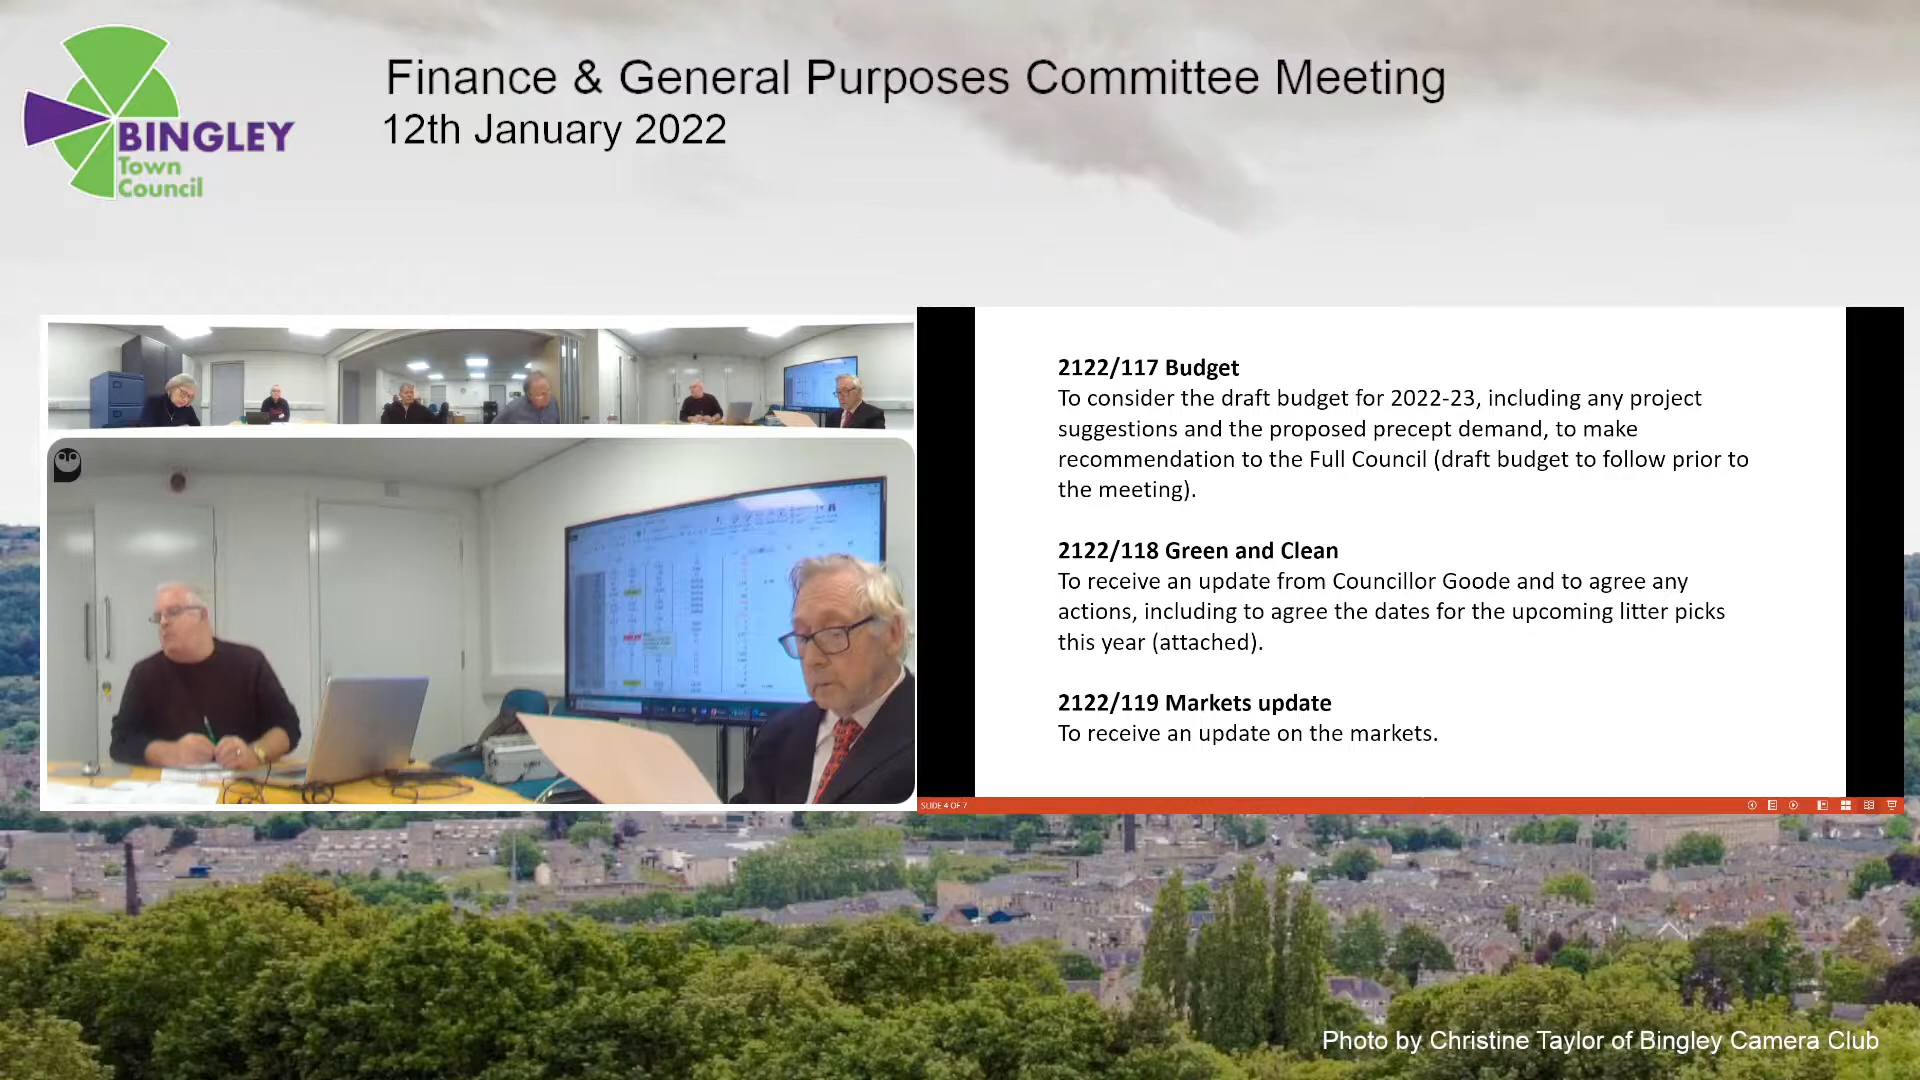 Finance & General Purposes Committee Meeting
12th January 2022
BINGLEY
Town
Council
2122/117 Budget
To consider the draft budget for 2022-23, including any project
suggestions and the proposed precept demand, to make
recommendation to the Full Council (draft budget to follow prior to
the meeting).
2122/118 Green and Clean
To receive an update from Councillor Goode and to agree any
actions, including to agree the dates for the upcoming litter picks
this year (attached).
2122/119 Markets update
To receive an update on the markets.
SLIDE 4 OF 7
Photo by Christine Taylor of Bingley Camera Club